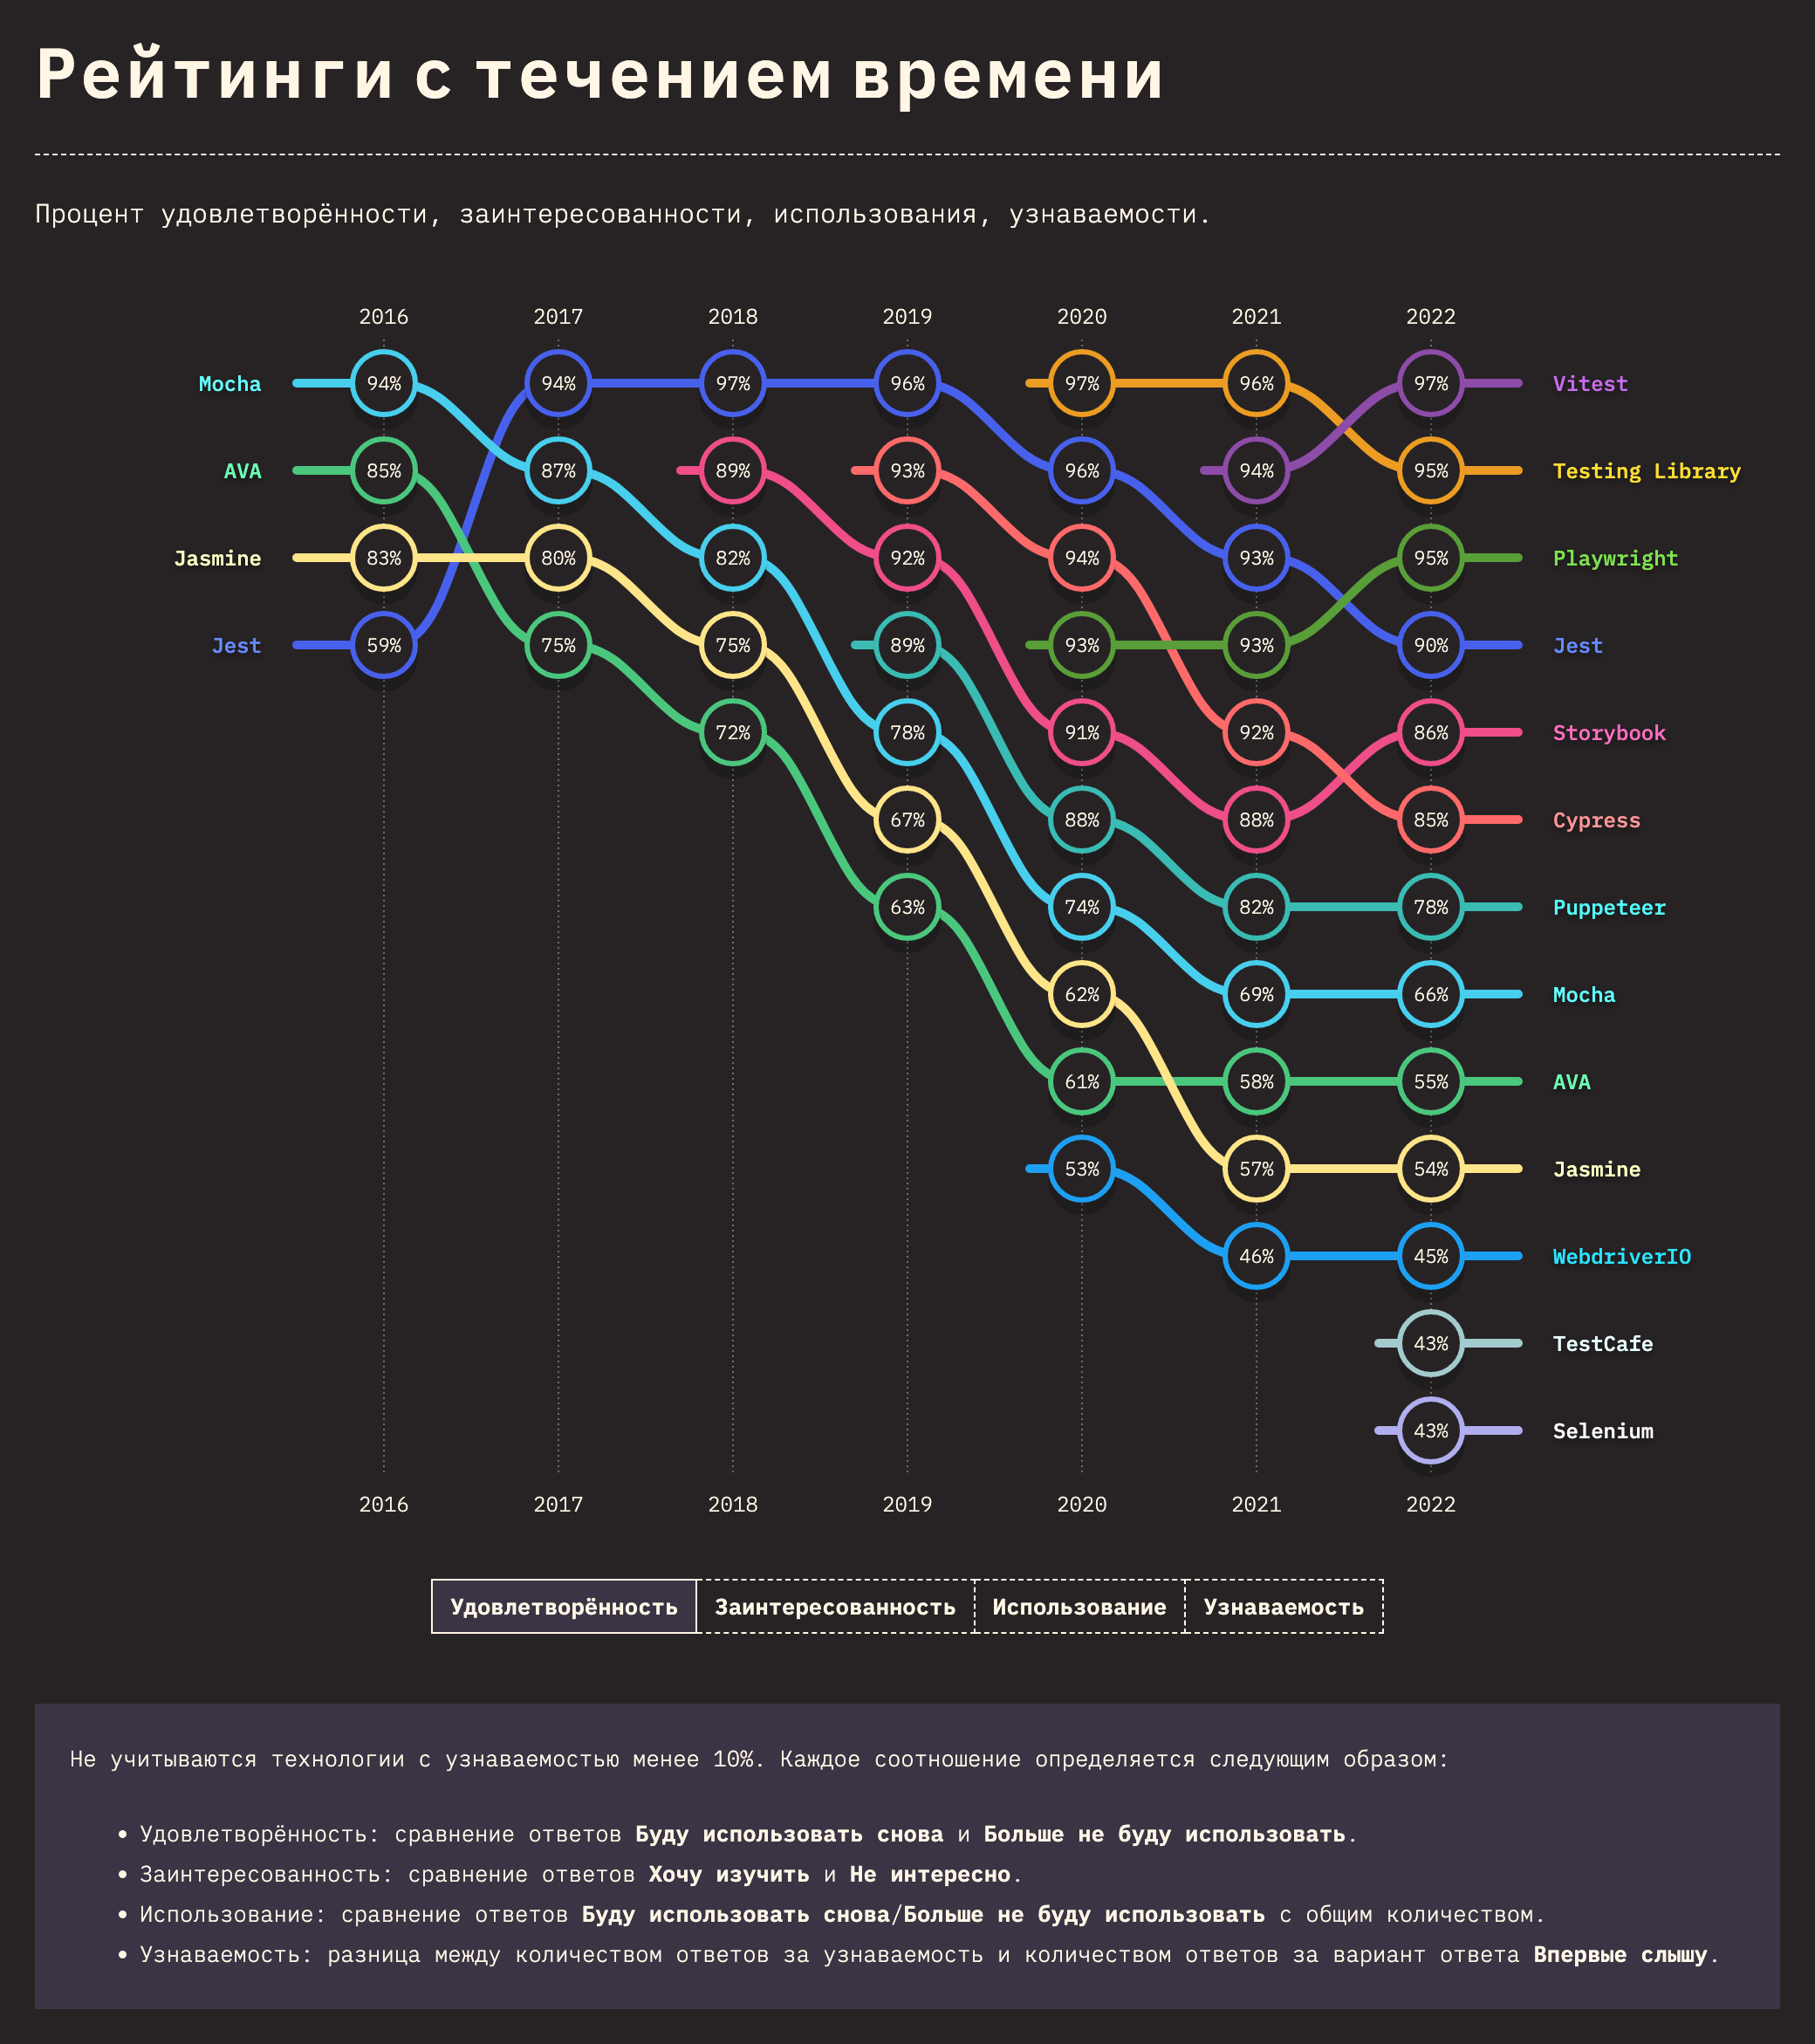 Рейтинги с течением времени
Процент удовлетворённости, заинтересованности, использования, узнаваемости.
2016 2017 2018 2019 2020 2021 2022
Mocha 94% 94% 97% 96% 97% 96% 97% Vitest
AVA 85% 87% 89% 93% 96% 94% 95% Testing Library
Jasmine 83% 80% 82% 92% 94% 93% 95% Playwright
Jest 59% 75% 75% 89% 93% 93% 90% Jest
72% 78% 91% 92% 86% Storybook
67% 88% 88% 85% Cypress
63% 74% 82% 78% Puppeteer
62% 69% 66% Mocha
61% 58% 55% AVA
53% 57% 54% Jasmine
46% 45% WebdriverIO
43% TestCafe
43% Selenium
2016 2017 2018 2019 2020 2021 2022
Удовлетворённость Заинтересованность Использование Узнаваемость
Не учитываются технологии с узнаваемостью менее 10%. Каждое соотношение определяется следующим образом:
• Удовлетворённость: сравнение ответов Буду использовать снова и Больше не буду использовать.
• Заинтересованность: сравнение ответов Хочу изучить и Не интересно.
• Использование: сравнение ответов Буду использовать снова/Больше не буду использовать с общим количеством.
• Узнаваемость: разница между количеством ответов за узнаваемость и количеством ответов за вариант ответа Впервые слышу.